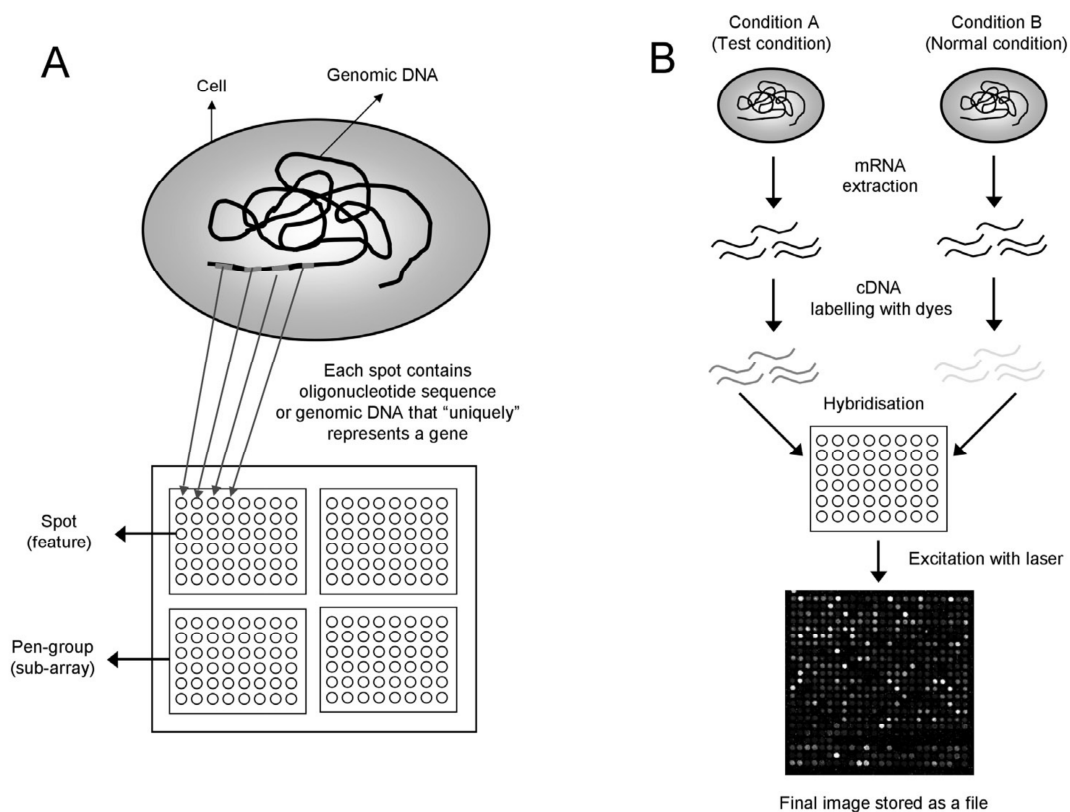 A
Cell
Genomic DNA
Each spot contains
oligonucleotide sequence
or genomic DNA that “uniquely”
represents a gene
Spot
(feature)
Pen-group
(sub-array)
B
Condition A
(Test condition)
Condition B
(Normal condition)
mRNA
extraction
cDNA
labelling with dyes
Hybridisation
Excitation with laser
Final image stored as a file